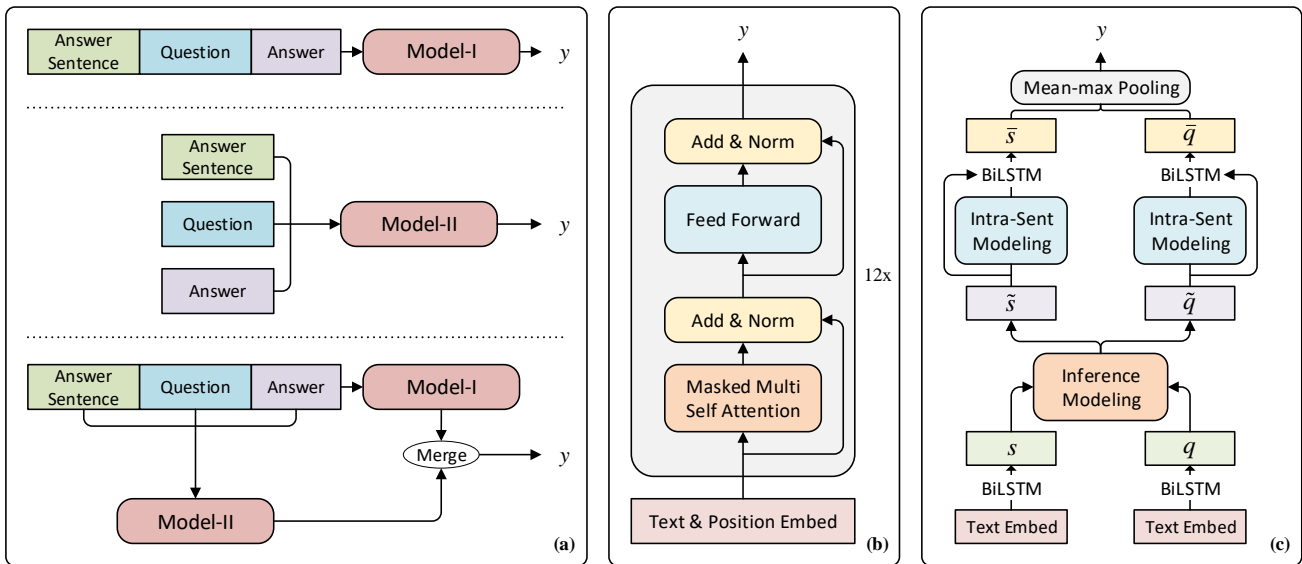 Answer
Sentence
Question
Answer
Model-I
y
Answer
Sentence
Question
Answer
Model-II
y
Answer
Sentence
Question
Answer
Model-I
Merge
y
Model-II
(a)
y
Add & Norm
Feed Forward
12x
Add & Norm
Masked Multi
Self Attention
Text & Position Embed
(b)
y
Mean-max Pooling
s̅
q̅
BiLSTM
BiLSTM
Intra-Sent
Modeling
Intra-Sent
Modeling
s̃
q̃
Inference
Modeling
s
q
BiLSTM
BiLSTM
Text Embed
Text Embed
(c)